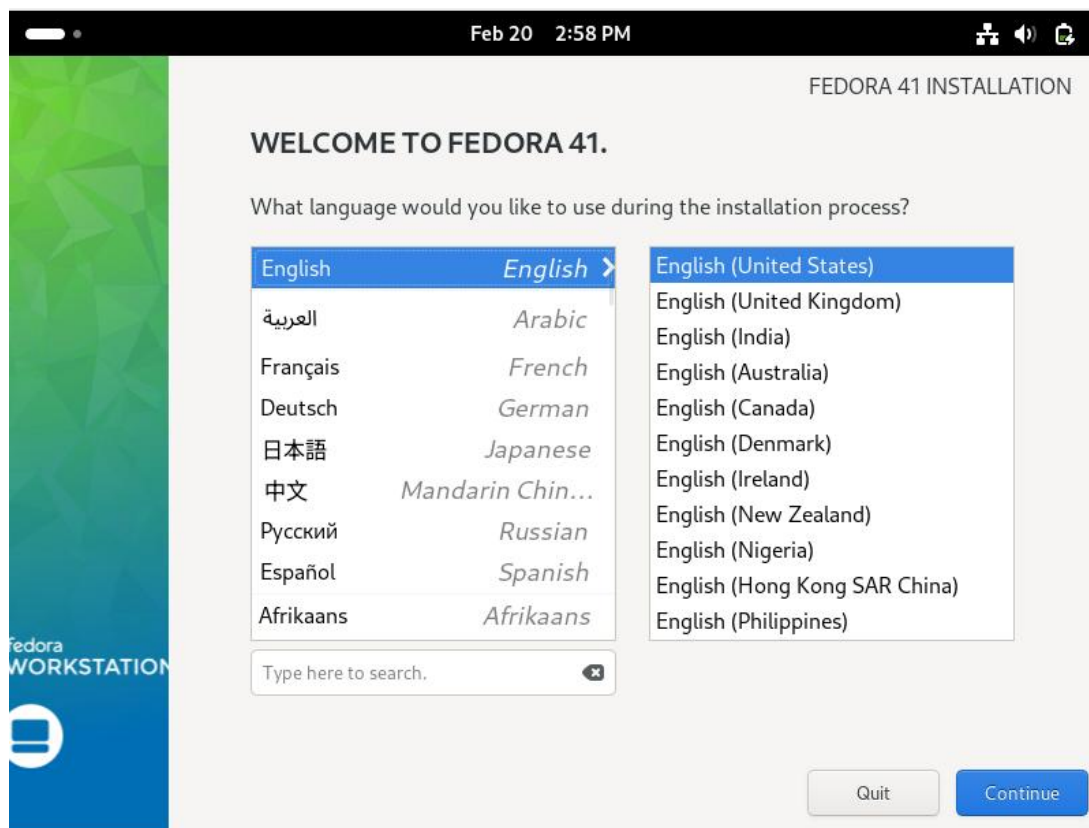 Feb 20 2:58 PM
FEDORA 41 INSTALLATION
WELCOME TO FEDORA 41.
What language would you like to use during the installation process?
English English
العربية Arabic
Français French
Deutsch German
日本語 Japanese
中文 Mandarin Chin...
Русский Russian
Español Spanish
Afrikaans Afrikaans
Type here to search.
English (United States)
English (United Kingdom)
English (India)
English (Australia)
English (Canada)
English (Denmark)
English (Ireland)
English (New Zealand)
English (Nigeria)
English (Hong Kong SAR China)
English (Philippines)
fedora
WORKSTATION
Quit Continue